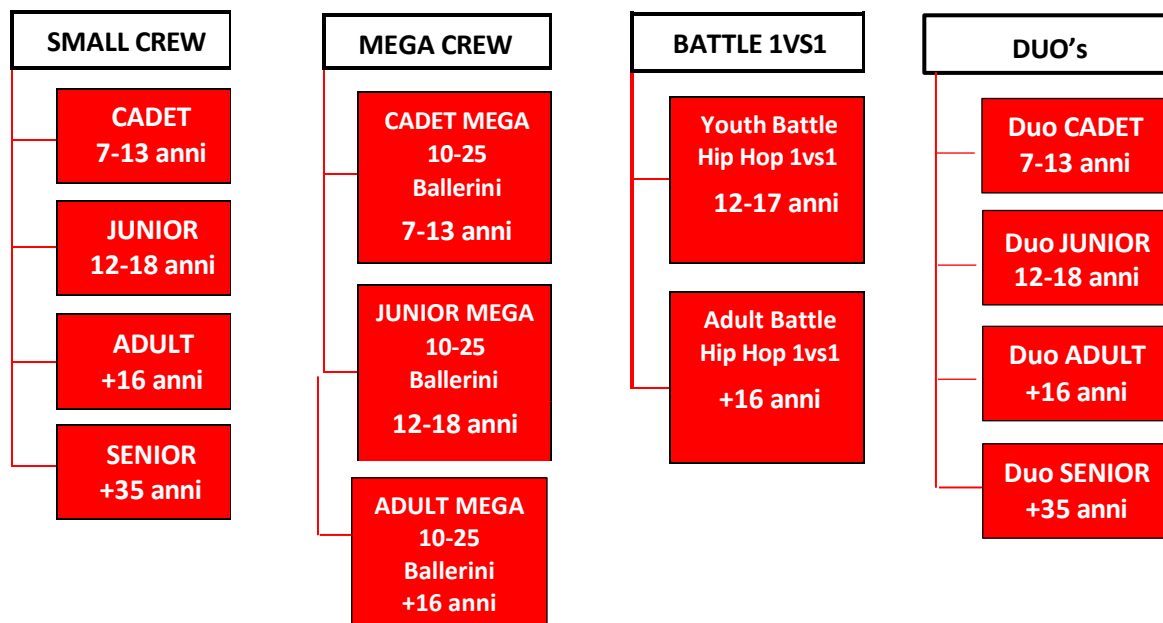 SMALL CREW
CADET
7-13 anni
JUNIOR
12-18 anni
ADULT
+16 anni
SENIOR
+35 anni
MEGA CREW
CADET MEGA
10-25
Ballerini
7-13 anni
JUNIOR MEGA
10-25
Ballerini
12-18 anni
ADULT MEGA
10-25
Ballerini
+16 anni
BATTLE 1VS1
Youth Battle
Hip Hop 1vs1
12-17 anni
Adult Battle
Hip Hop 1vs1
+16 anni
DUO's
Duo CADET
7-13 anni
Duo JUNIOR
12-18 anni
Duo ADULT
+16 anni
Duo SENIOR
+35 anni